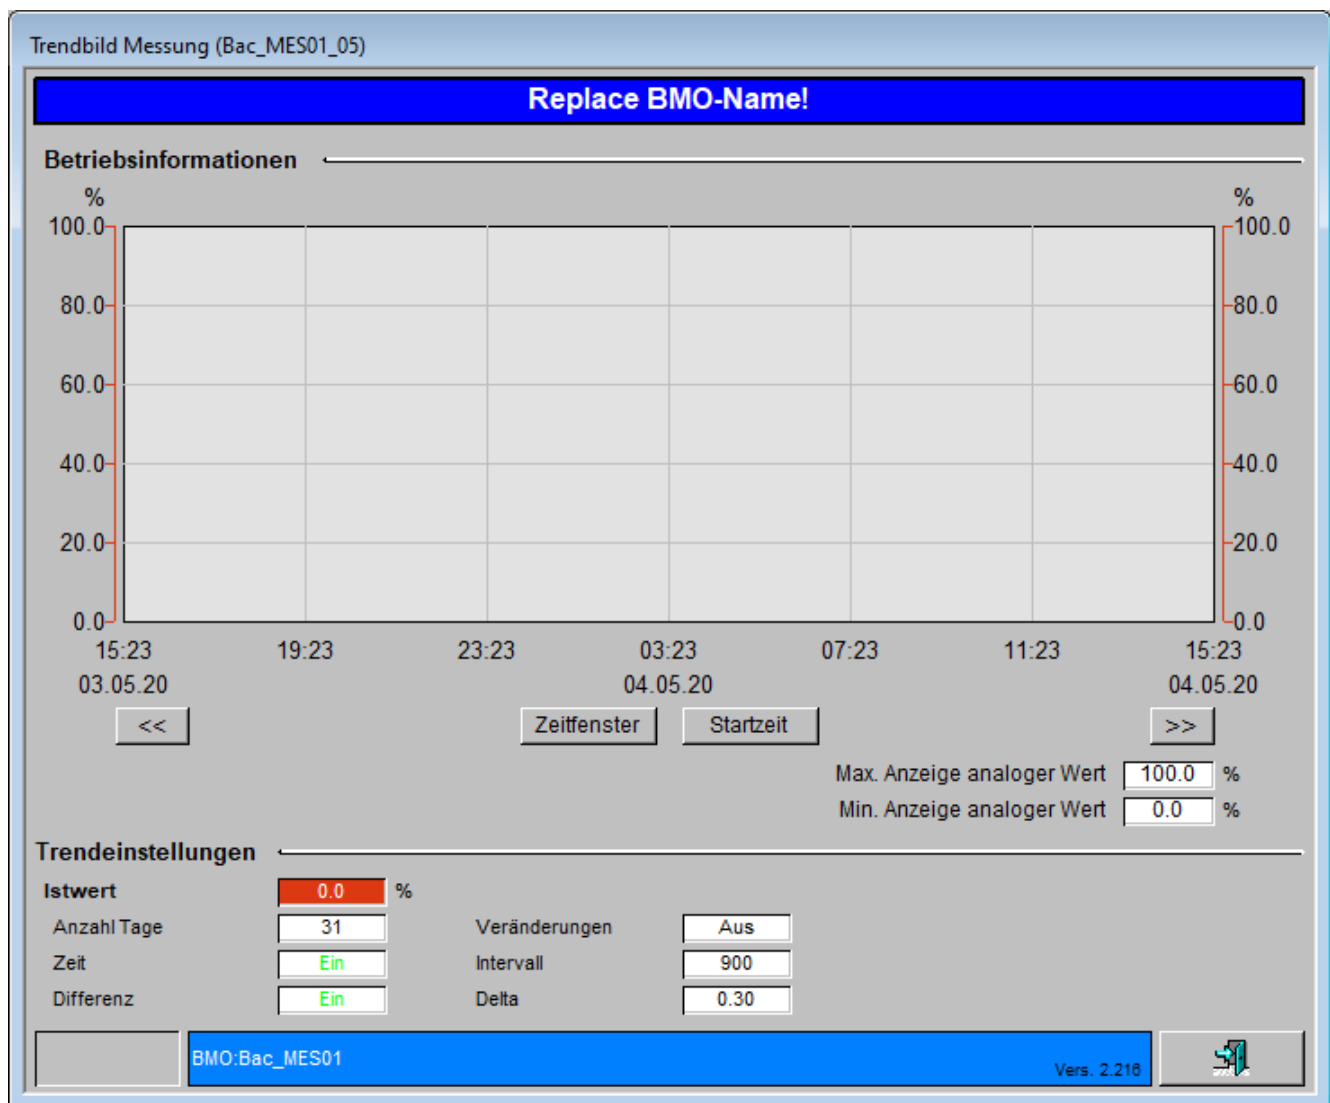 Trendbild Messung (Bac_MES01_05)
Replace BMO-Name!
Betriebsinformationen
% %
100.0 100.0
80.0 80.0
60.0 60.0
40.0 40.0
20.0 20.0
0.0 0.0
15:23 19:23 23:23 03:23 07:23 11:23 15:23
03.05.20 04.05.20 04.05.20
<< Zeitfenster Startzeit >>
Max. Anzeige analoger Wert 100.0 %
Min. Anzeige analoger Wert 0.0 %
Trendeinstellungen
Istwert 0.0 %
Anzahl Tage 31 Veränderungen Aus
Zeit Ein Intervall 900
Differenz Ein Delta 0.30
BMO:Bac_MES01 Vers. 2.216